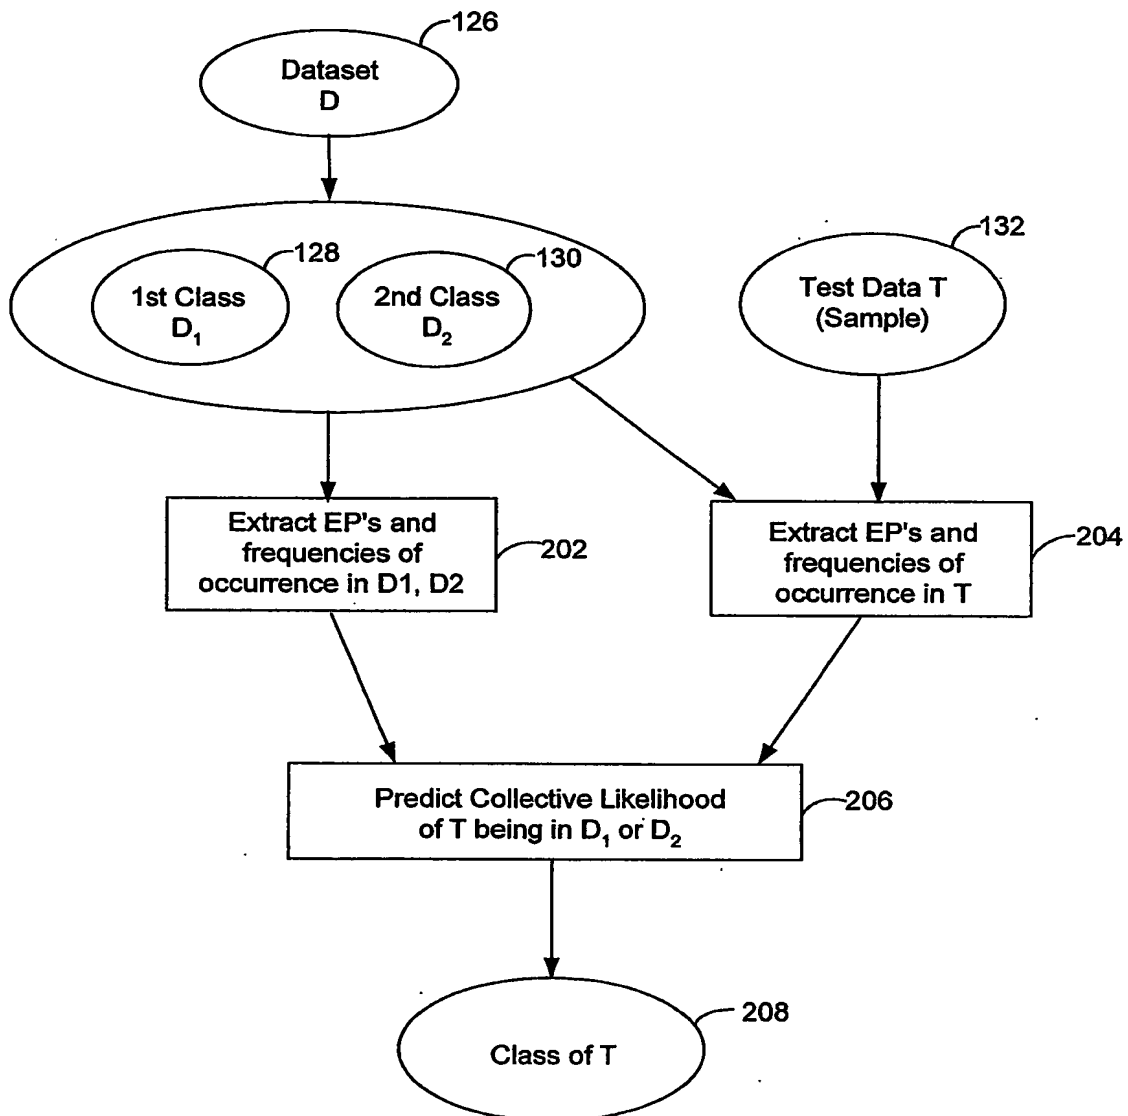 126
Dataset
D
128
130
132
1st Class
D₁
2nd Class
D₂
Test Data T
(Sample)
Extract EP's and
frequencies of
occurrence in D1, D2
202
Extract EP's and
frequencies of
occurrence in T
204
Predict Collective Likelihood
of T being in D₁ or D₂
206
208
Class of T